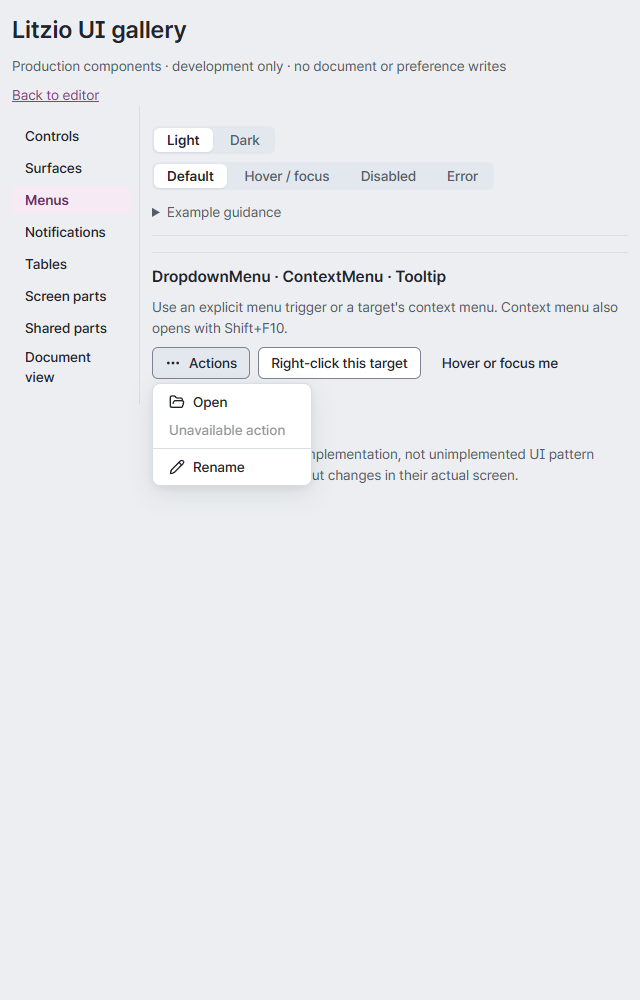 Litzio UI gallery
Production components · development only · no document or preference writes
Back to editor
Controls
Surfaces
Menus
Notifications
Tables
Screen parts
Shared parts
Document
view
Light Dark
Default Hover / focus Disabled Error
Example guidance
DropdownMenu · ContextMenu · Tooltip
Use an explicit menu trigger or a target's context menu. Context menu also
opens with Shift+F10.
Actions Right-click this target Hover or focus me
Open
Unavailable action
Rename
not unimplemented UI pattern
changes in their actual screen.